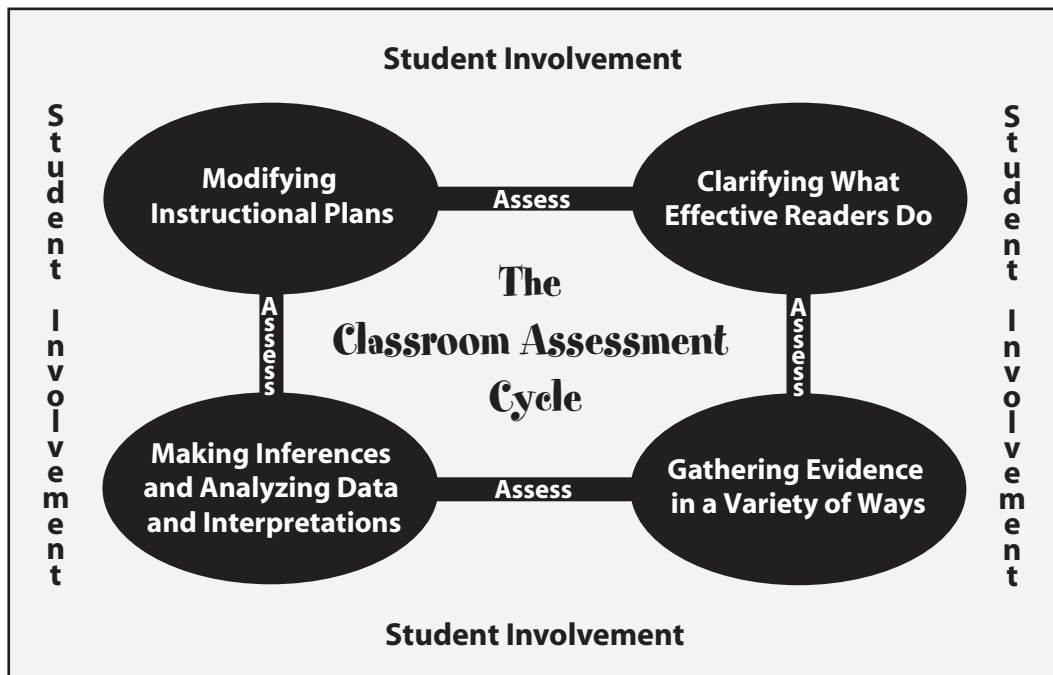 Student Involvement
Student Involvement
Modifying
Instructional Plans
Assess
Clarifying What
Effective Readers Do
Student Involvement
Assess
The
Classroom Assessment
Cycle
Assess
Making Inferences
and Analyzing Data
and Interpretations
Assess
Gathering Evidence
in a Variety of Ways
Student Involvement